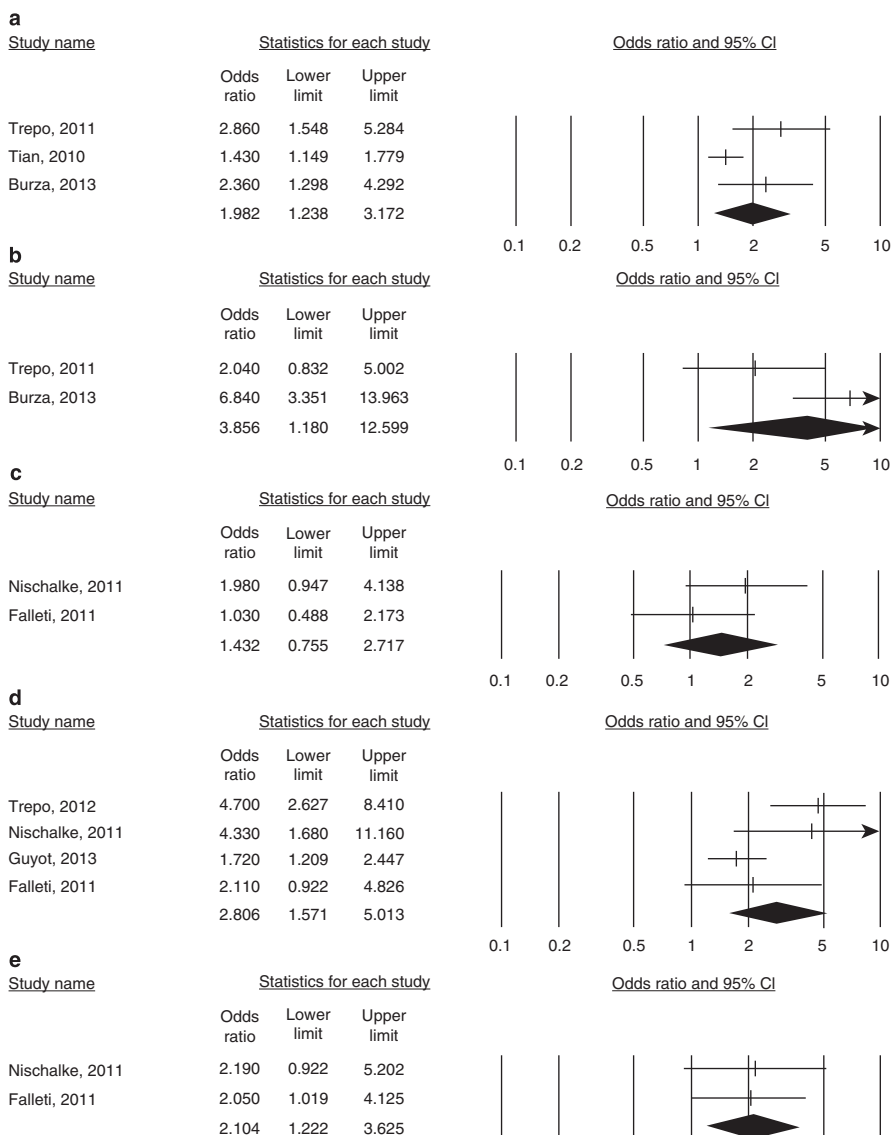 a
Study name Statistics for each study Odds ratio and 95% CI
Odds Lower Upper
ratio limit limit
Trepo, 2011 2.860 1.548 5.284
Tian, 2010 1.430 1.149 1.779
Burza, 2013 2.360 1.298 4.292
1.982 1.238 3.172
0.1 0.2 0.5 1 2 5 10
b
Study name Statistics for each study Odds ratio and 95% CI
Odds Lower Upper
ratio limit limit
Trepo, 2011 2.040 0.832 5.002
Burza, 2013 6.840 3.351 13.963
3.856 1.180 12.599
0.1 0.2 0.5 1 2 5 10
c
Study name Statistics for each study Odds ratio and 95% CI
Odds Lower Upper
ratio limit limit
Nischalke, 2011 1.980 0.947 4.138
Falleti, 2011 1.030 0.488 2.173
1.432 0.755 2.717
0.1 0.2 0.5 1 2 5 10
d
Study name Statistics for each study Odds ratio and 95% CI
Odds Lower Upper
ratio limit limit
Trepo, 2012 4.700 2.627 8.410
Nischalke, 2011 4.330 1.680 11.160
Guyot, 2013 1.720 1.209 2.447
Falleti, 2011 2.110 0.922 4.826
2.806 1.571 5.013
0.1 0.2 0.5 1 2 5 10
e
Study name Statistics for each study Odds ratio and 95% CI
Odds Lower Upper
ratio limit limit
Nischalke, 2011 2.190 0.922 5.202
Falleti, 2011 2.050 1.019 4.125
2.104 1.222 3.625